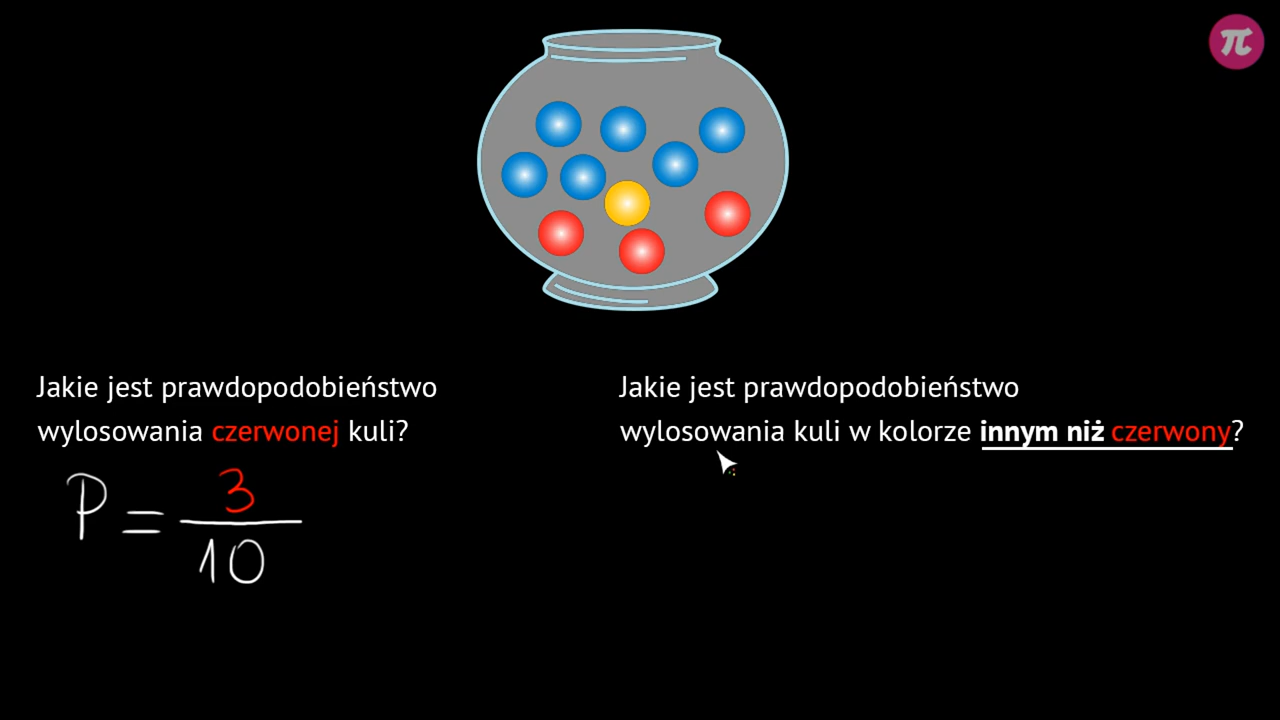 π
Jakie jest prawdopodobieństwo
wylosowania czerwonej kuli?
P = 3/10
Jakie jest prawdopodobieństwo
wylosowania kuli w kolorze innym niż czerwony?